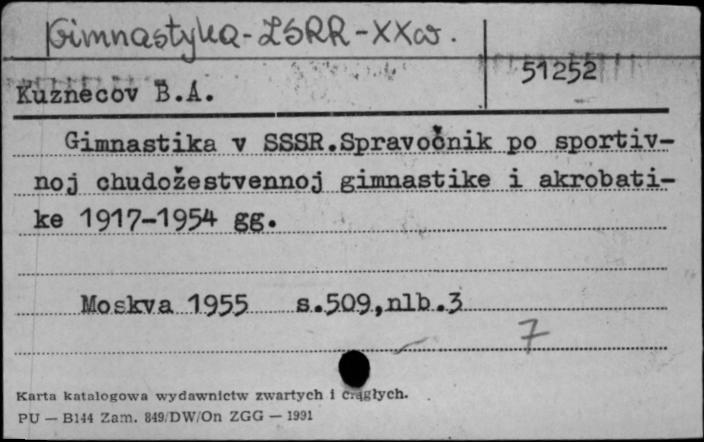 Gimnastyka - ZSRR - XX w.
51252
Kuznecov B.A.
Gimnastika v SSSR.Spravočnik po sportiv-
noj chudožestvennoj gimnastike i akrobati-
ke 1917-1954 gg.
Moskva 1955 s.509,nlb.3
7
Karta katalogowa wydawnictw zwartych i ciągłych.
PU — B144 Zam. 849/DW/On ZGG — 1991